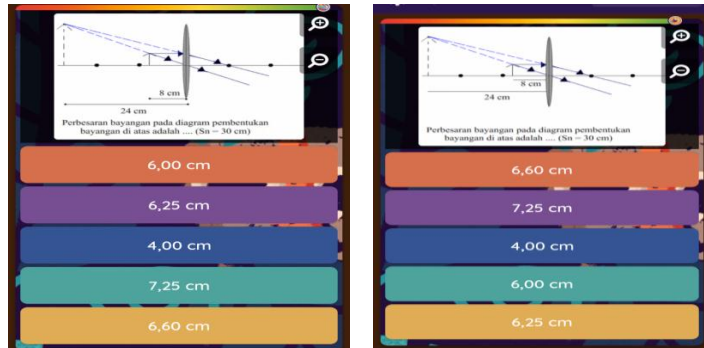 8 cm
24 cm
Perbesaran bayangan pada diagram pembentukan
bayangan di atas adalah .... (Sn = 30 cm)
6,00 cm
6,25 cm
4,00 cm
7,25 cm
6,60 cm
8 cm
24 cm
Perbesaran bayangan pada diagram pembentukan
bayangan di atas adalah .... (Sn = 30 cm)
6,60 cm
7,25 cm
4,00 cm
6,00 cm
6,25 cm